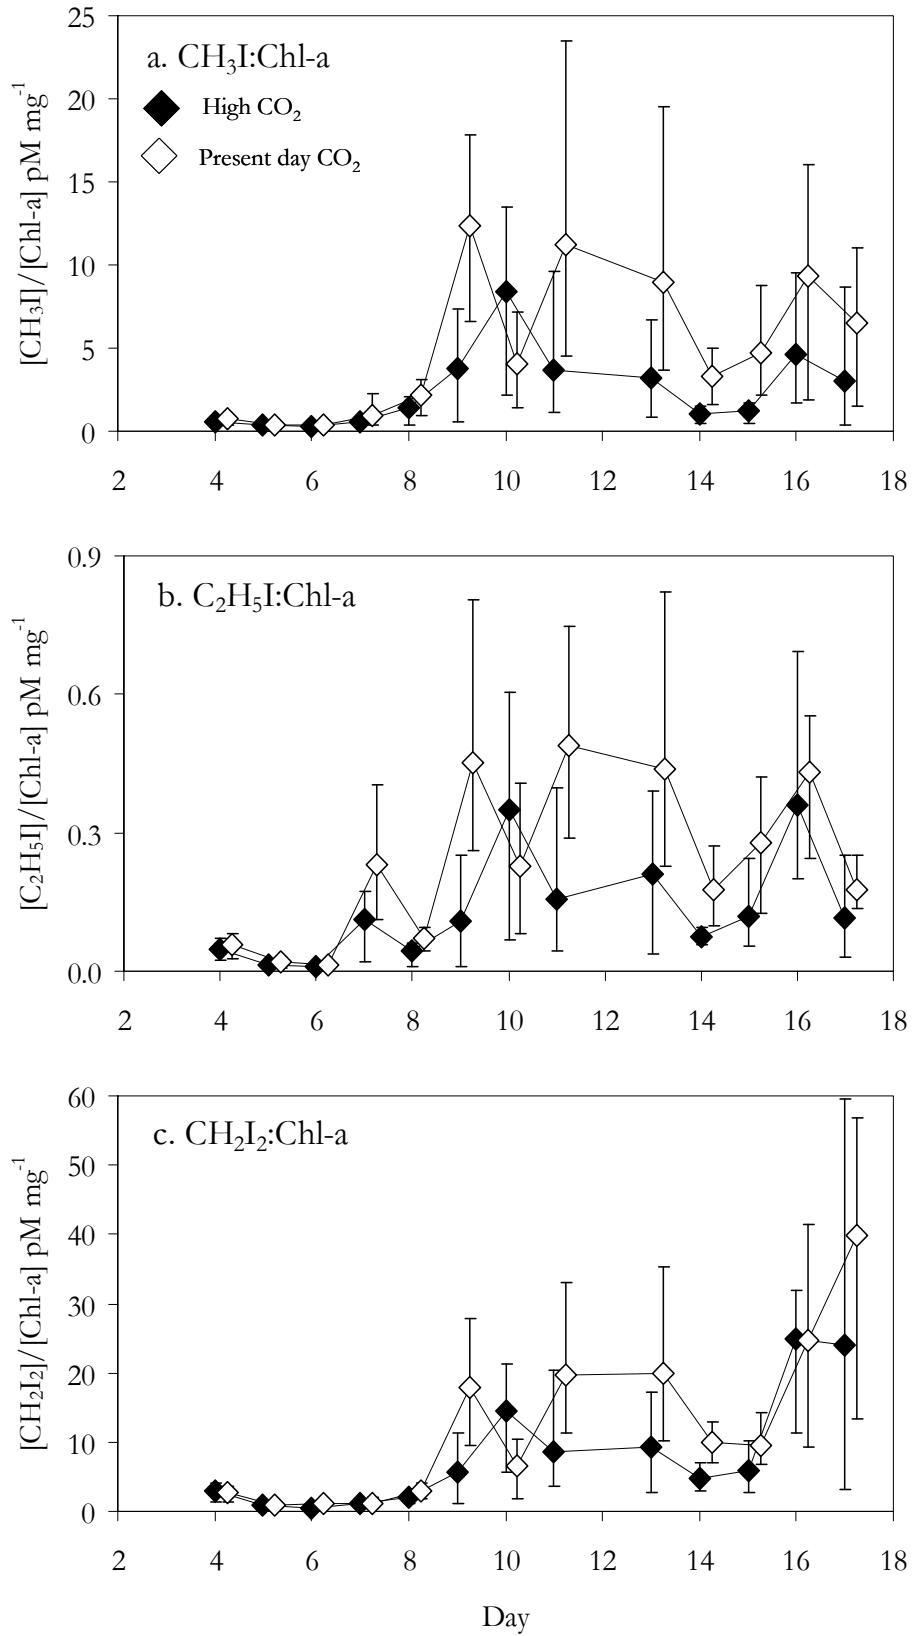 25
20
15
10
5
0
[CH₃I]/[Chl-a] pM mg⁻¹
a. CH₃I:Chl-a
High CO₂
Present day CO₂
2 4 6 8 10 12 14 16 18
0.9
0.6
0.3
0.0
[C₂H₅I]/[Chl-a] pM mg⁻¹
b. C₂H₅I:Chl-a
2 4 6 8 10 12 14 16 18
60
50
40
30
20
10
0
[CH₂I₂]/[Chl-a] pM mg⁻¹
c. CH₂I₂:Chl-a
2 4 6 8 10 12 14 16 18
Day